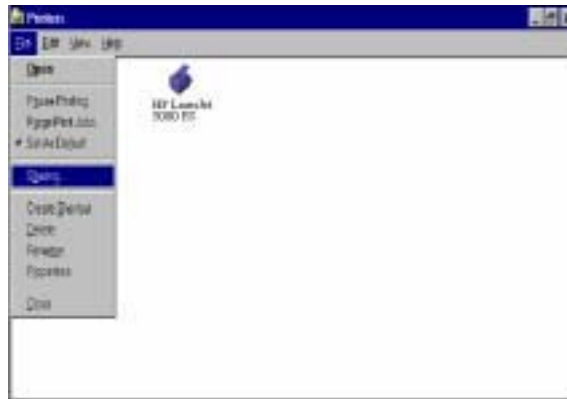 Printers
File Edit View Help
Open
Pause Printing
Purge Print Jobs
Set As Default
Sharing...
Create Shortcut
Delete
Rename
Properties
Close
HP LaserJet
5000 PS